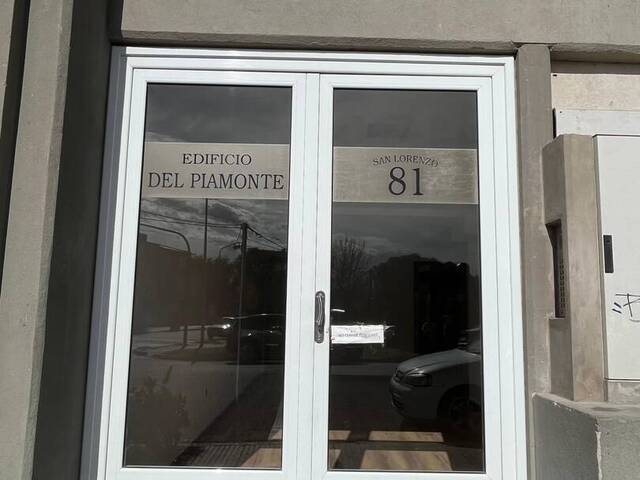 EDIFICIO
DEL PIAMONTE
SAN LORENZO
81